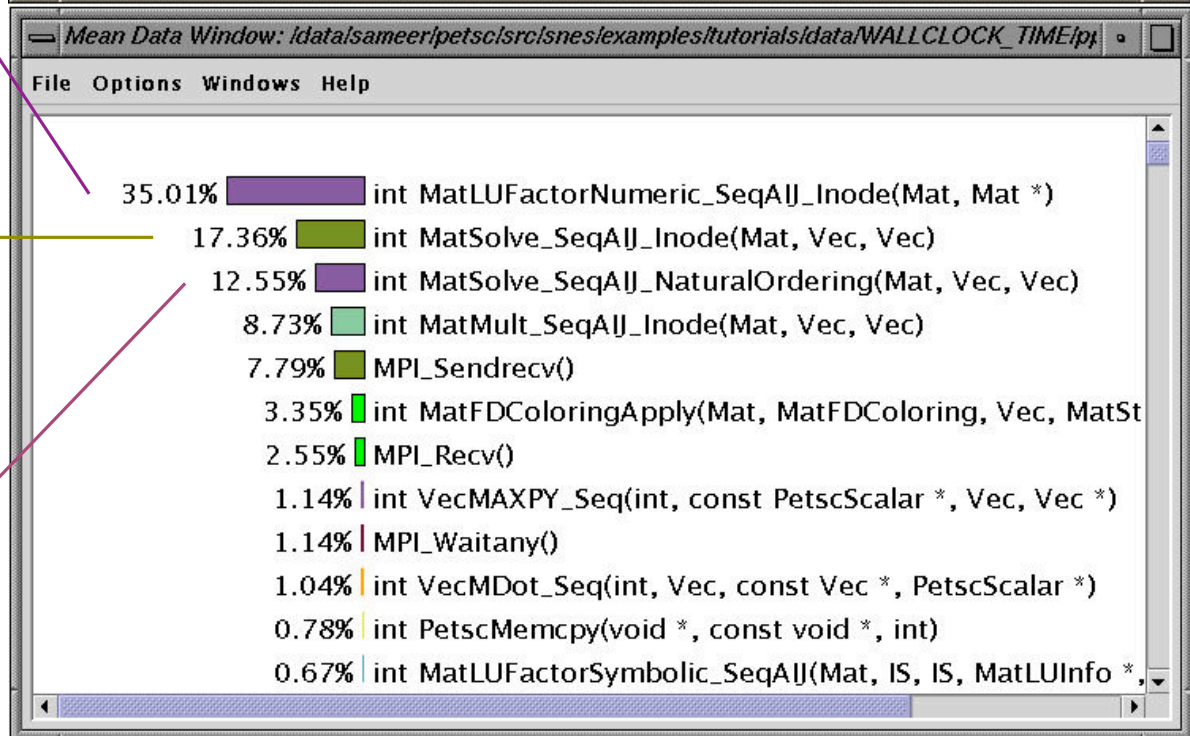 Mean Data Window: /data/sameer/petsc/src/snes/examples/tutorials/data/WALLCLOCK_TIME/pp
File Options Windows Help
35.01% int MatLUFactorNumeric_SeqAIJ_Inode(Mat, Mat *)
17.36% int MatSolve_SeqAIJ_Inode(Mat, Vec, Vec)
12.55% int MatSolve_SeqAIJ_NaturalOrdering(Mat, Vec, Vec)
8.73% int MatMult_SeqAIJ_Inode(Mat, Vec, Vec)
7.79% MPI_Sendrecv()
3.35% int MatFDColoringApply(Mat, MatFDColoring, Vec, MatSt
2.55% MPI_Recv()
1.14% int VecMAXPY_Seq(int, const PetscScalar *, Vec, Vec *)
1.14% MPI_Waitany()
1.04% int VecMDot_Seq(int, Vec, const Vec *, PetscScalar *)
0.78% int PetscMemcpy(void *, const void *, int)
0.67% int MatLUFactorSymbolic_SeqAIJ(Mat, IS, IS, MatLUInfo *,